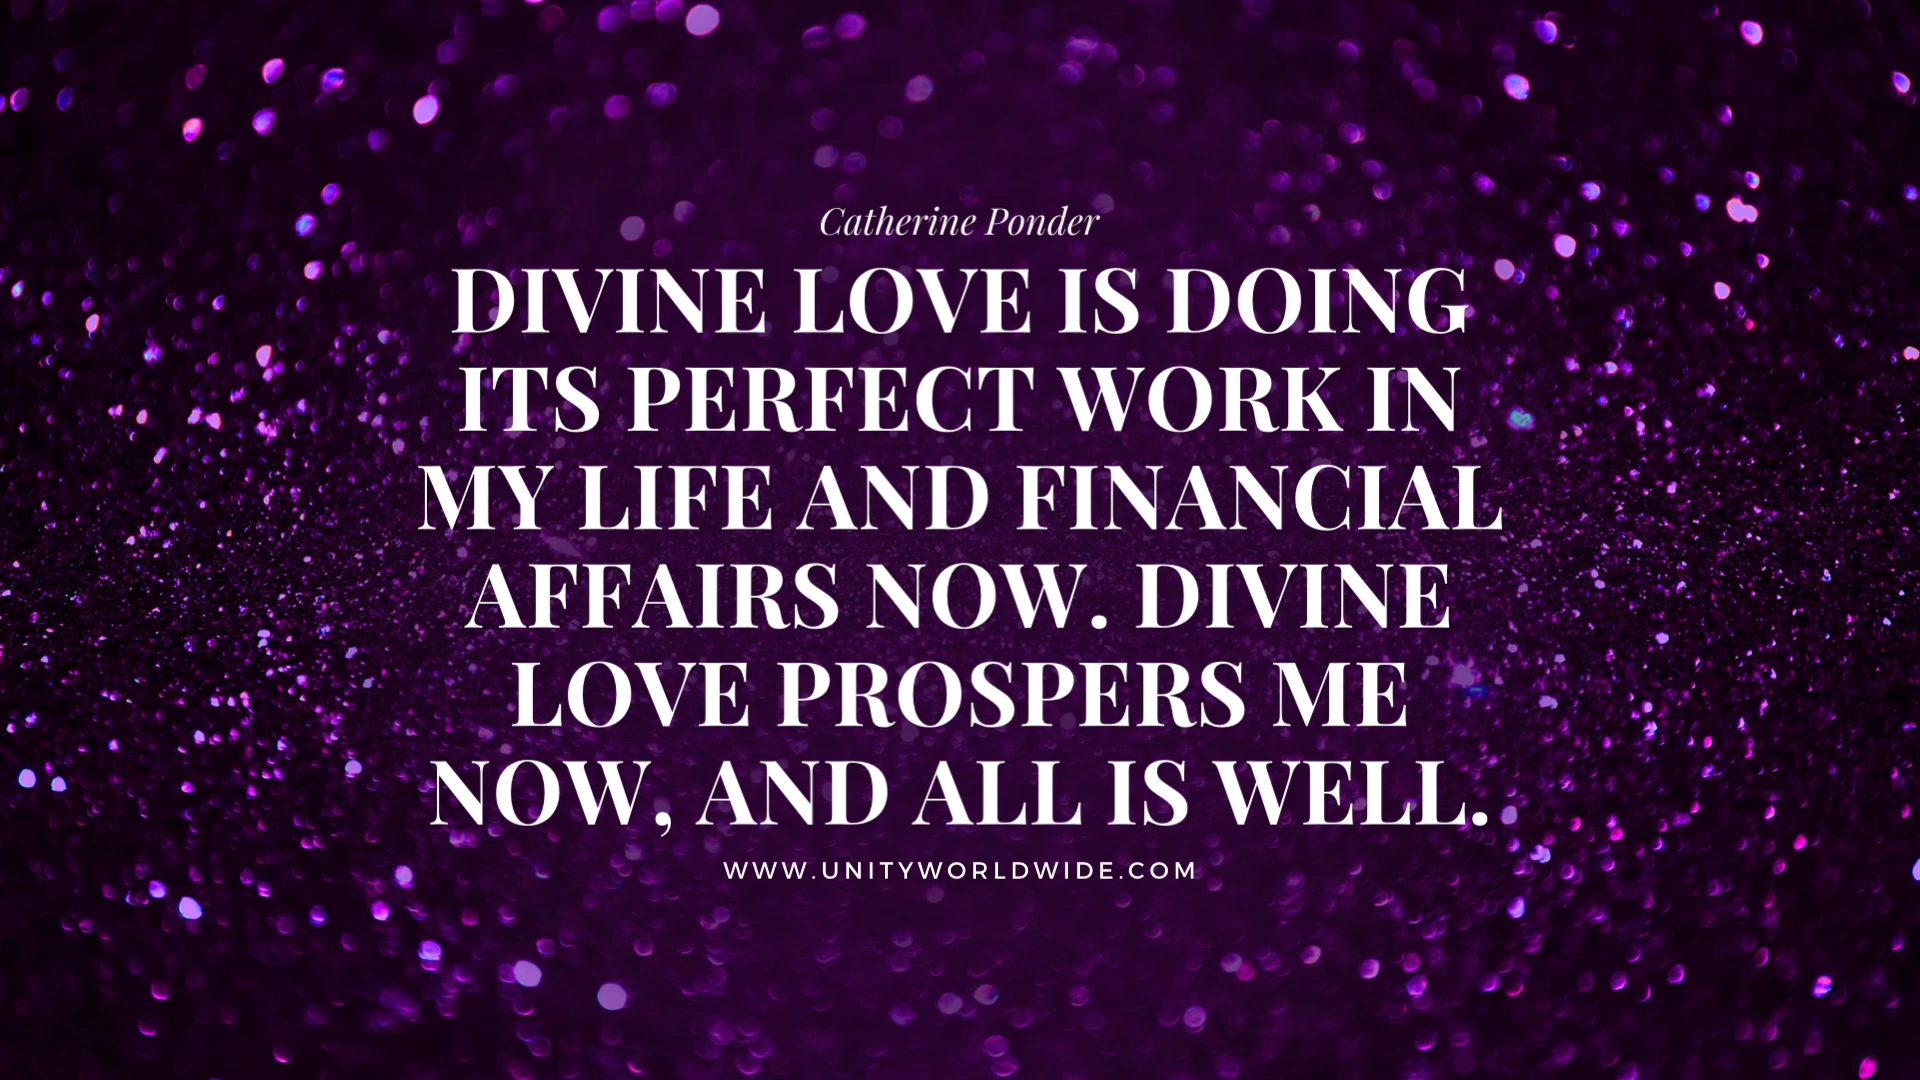 Catherine Ponder
DIVINE LOVE IS DOING
ITS PERFECT WORK IN
MY LIFE AND FINANCIAL
AFFAIRS NOW. DIVINE
LOVE PROSPERS ME
NOW, AND ALL IS WELL.
WWW.UNITYWORLDWIDE.COM